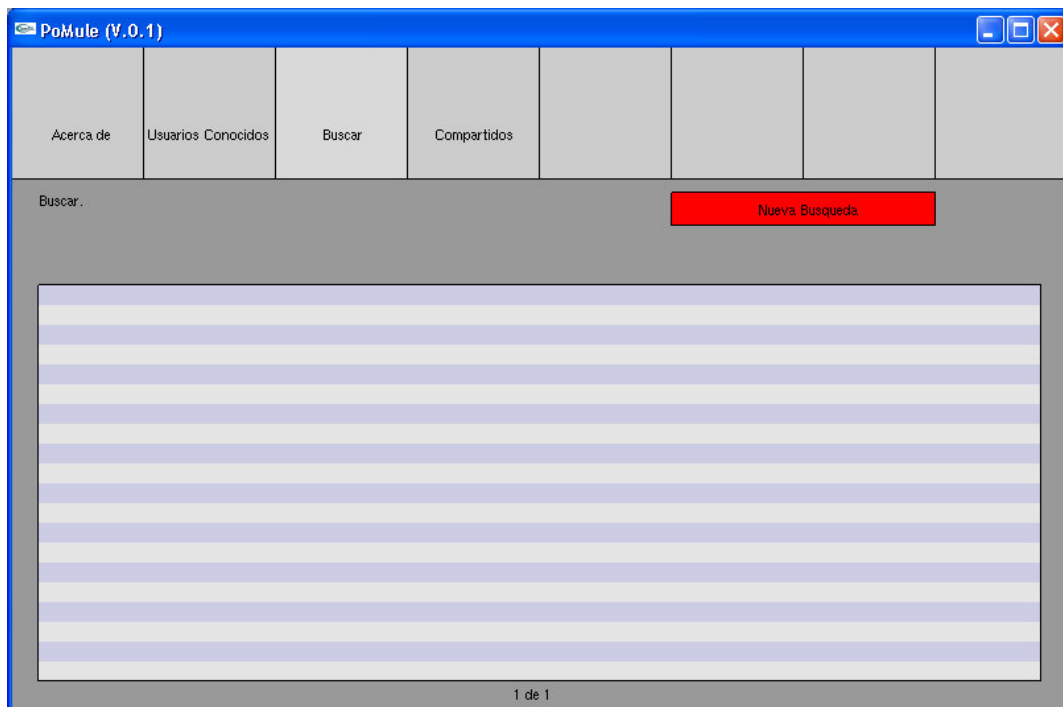 PoMule (V.0.1)
Acerca de
Usuarios Conocidos
Buscar
Compartidos
Buscar.
Nueva Busqueda
1 de 1